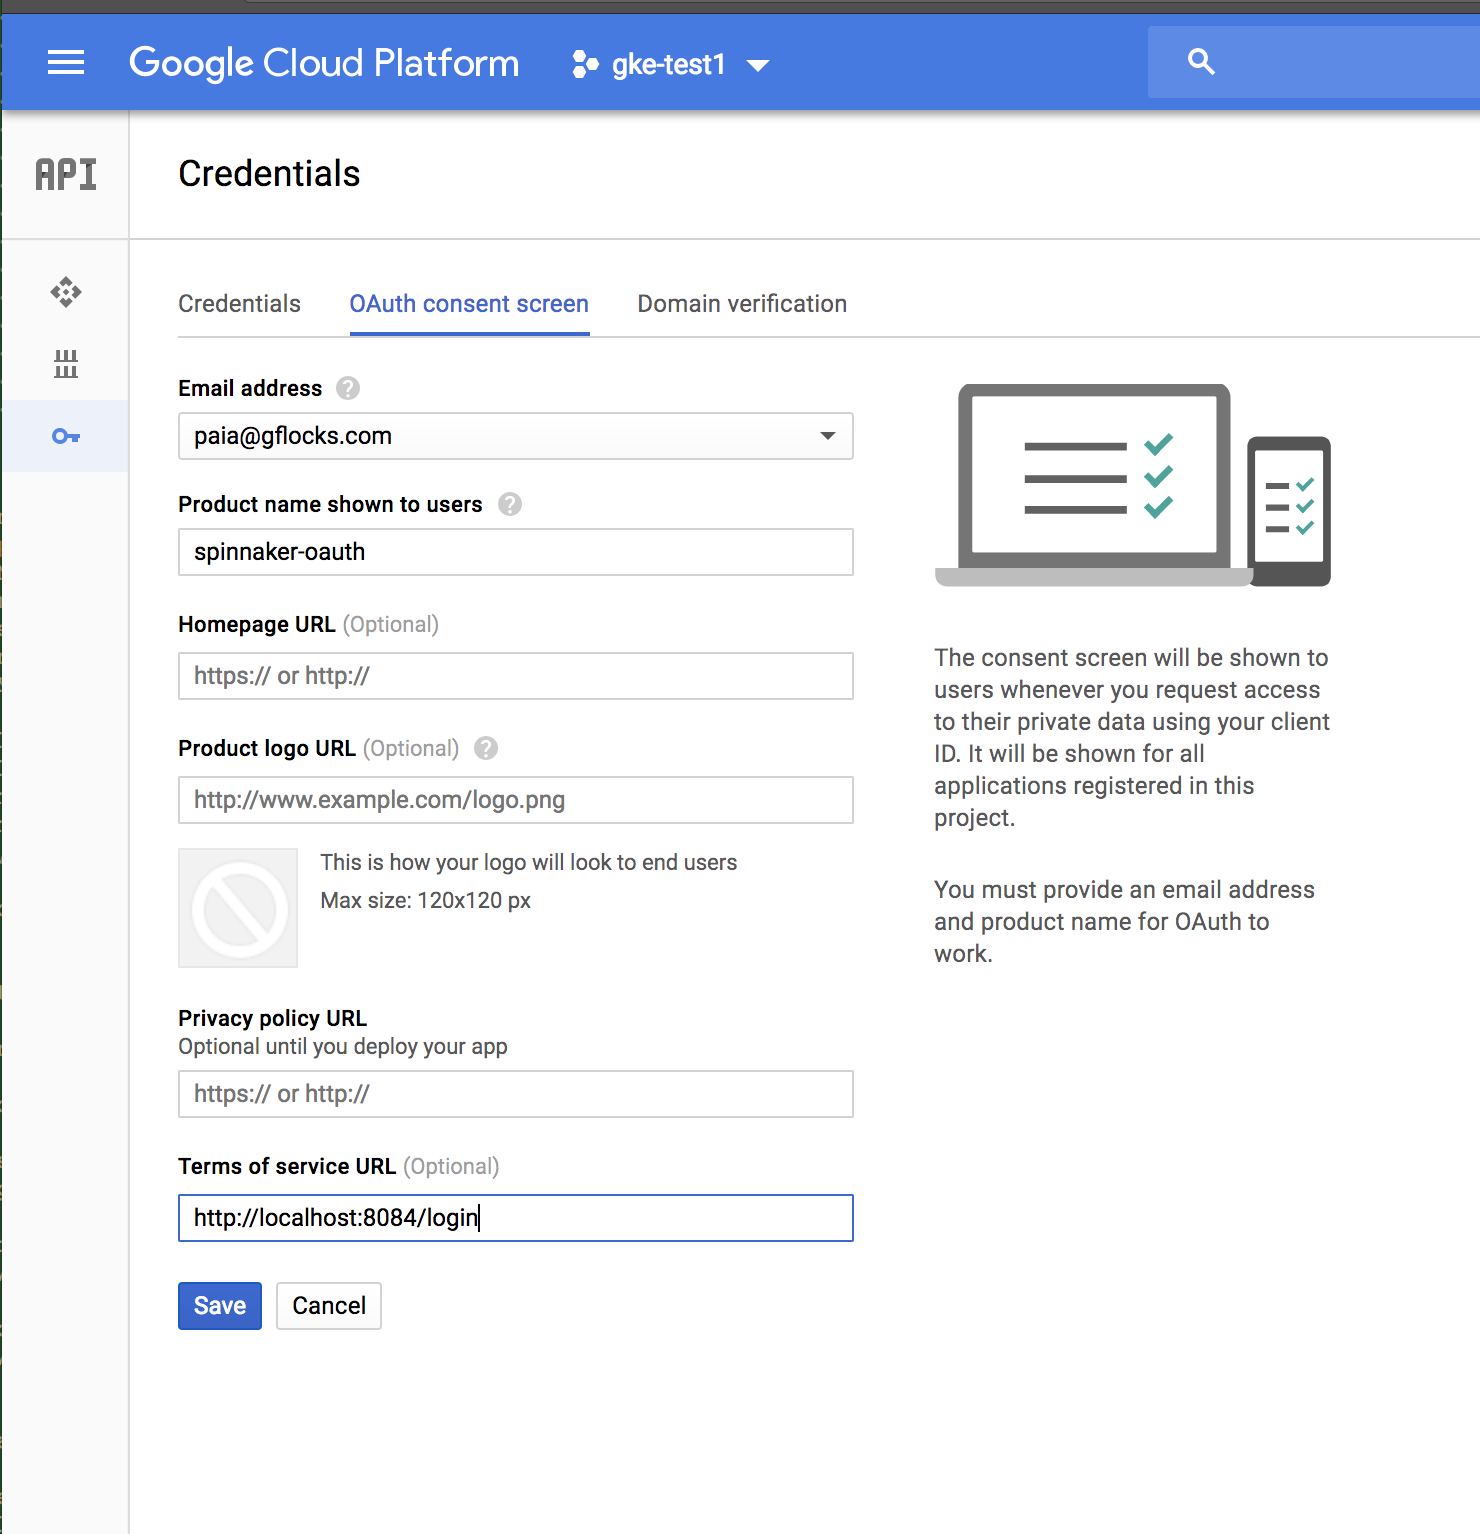 Google Cloud Platform
gke-test1
API
Credentials
Credentials
OAuth consent screen
Domain verification
Email address ?
paia@gflocks.com
Product name shown to users ?
spinnaker-oauth
Homepage URL (Optional)
https:// or http://
Product logo URL (Optional) ?
http://www.example.com/logo.png
This is how your logo will look to end users
Max size: 120x120 px
Privacy policy URL
Optional until you deploy your app
https:// or http://
Terms of service URL (Optional)
http://localhost:8084/login
Save
Cancel
The consent screen will be shown to
users whenever you request access
to their private data using your client
ID. It will be shown for all
applications registered in this
project.
You must provide an email address
and product name for OAuth to
work.